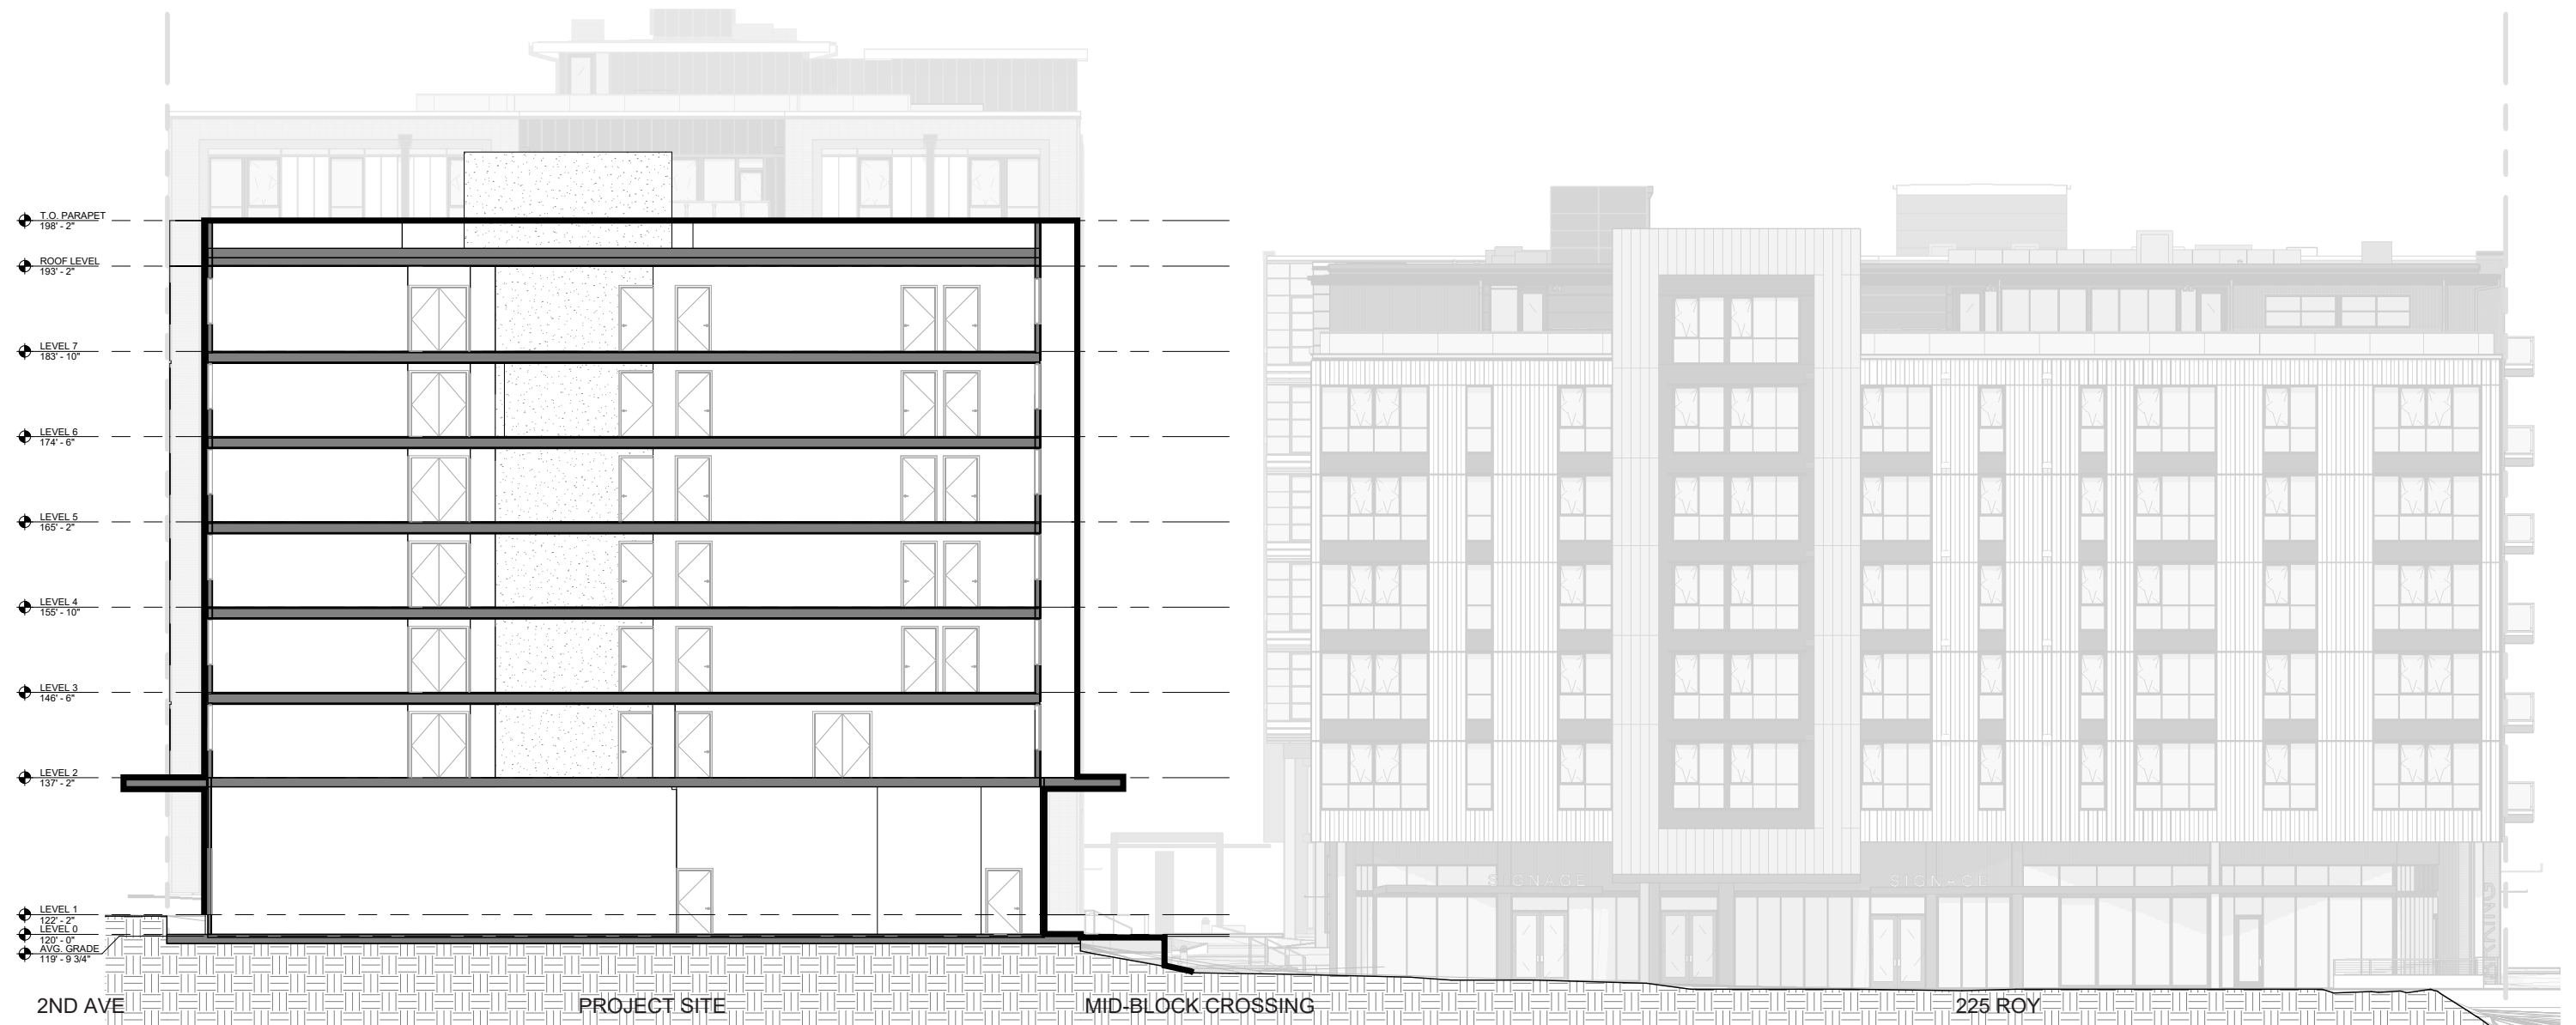 T.O. PARAPET
198' - 2"
ROOF LEVEL
193' - 2"
LEVEL 7
183' - 10"
LEVEL 6
174' - 6"
LEVEL 5
165' - 2"
LEVEL 4
155' - 10"
LEVEL 3
146' - 6"
LEVEL 2
137' - 2"
LEVEL 1
122' - 2"
LEVEL 0
120' - 0"
AVG. GRADE
119' - 9 3/4"
SIGNAGE
SIGNAGE
2ND AVE
PROJECT SITE
MID-BLOCK CROSSING
225 ROY